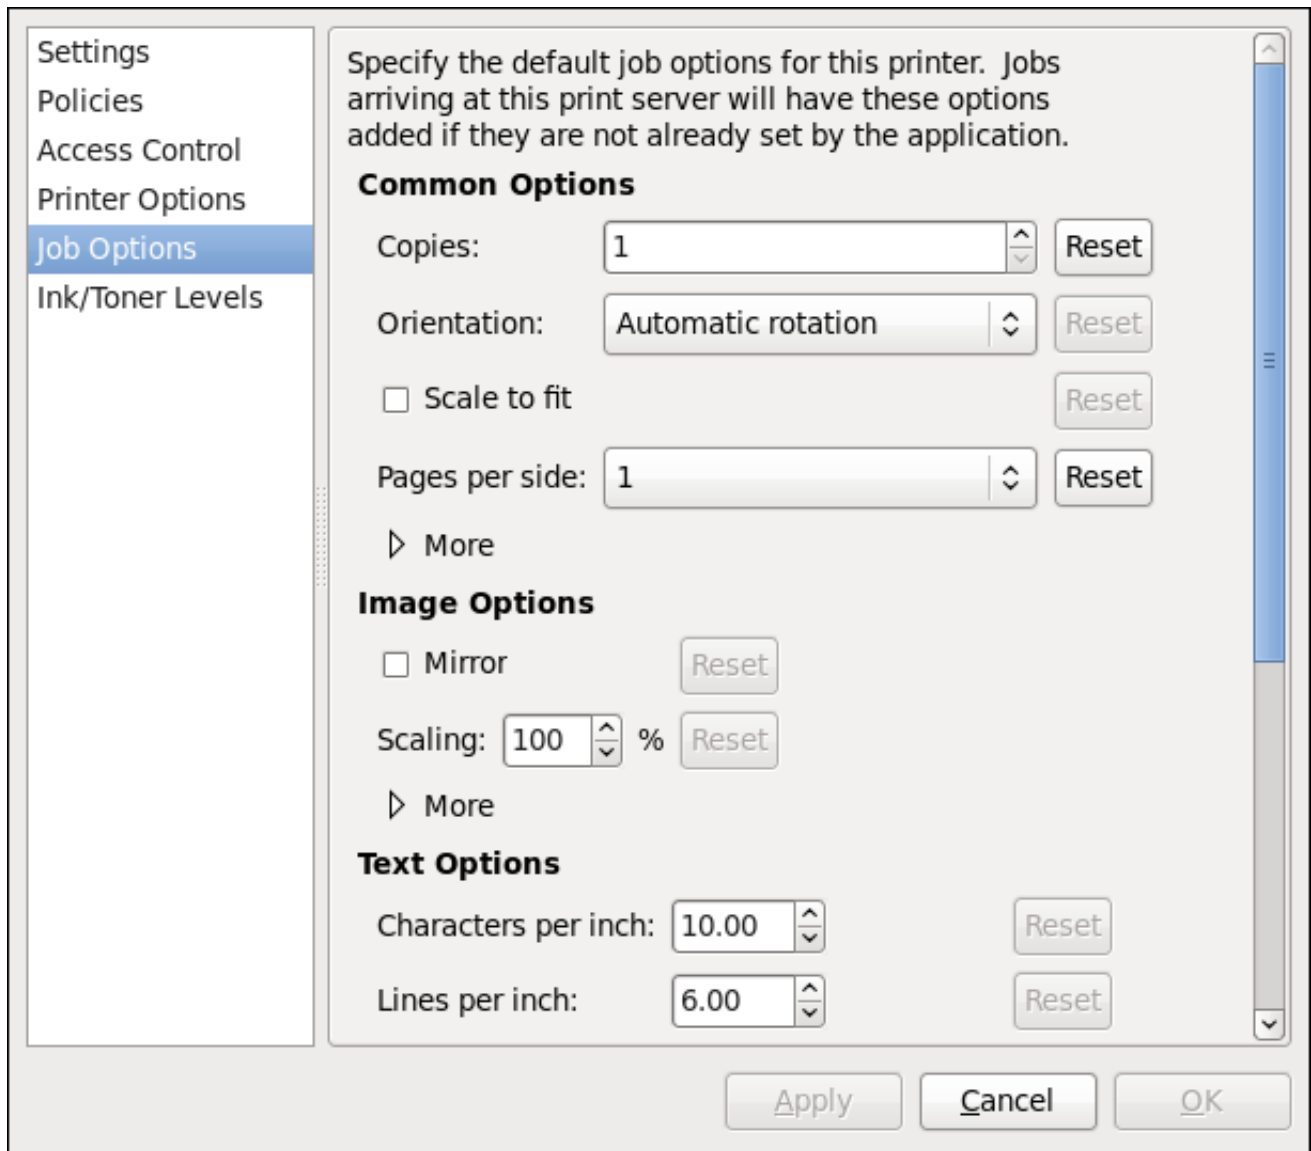 Settings
Policies
Access Control
Printer Options
Job Options
Ink/Toner Levels
Specify the default job options for this printer.  Jobs
arriving at this print server will have these options
added if they are not already set by the application.
Common Options
Copies: 1 Reset
Orientation: Automatic rotation Reset
Scale to fit Reset
Pages per side: 1 Reset
More
Image Options
Mirror Reset
Scaling: 100 % Reset
More
Text Options
Characters per inch: 10.00 Reset
Lines per inch: 6.00 Reset
Apply Cancel OK